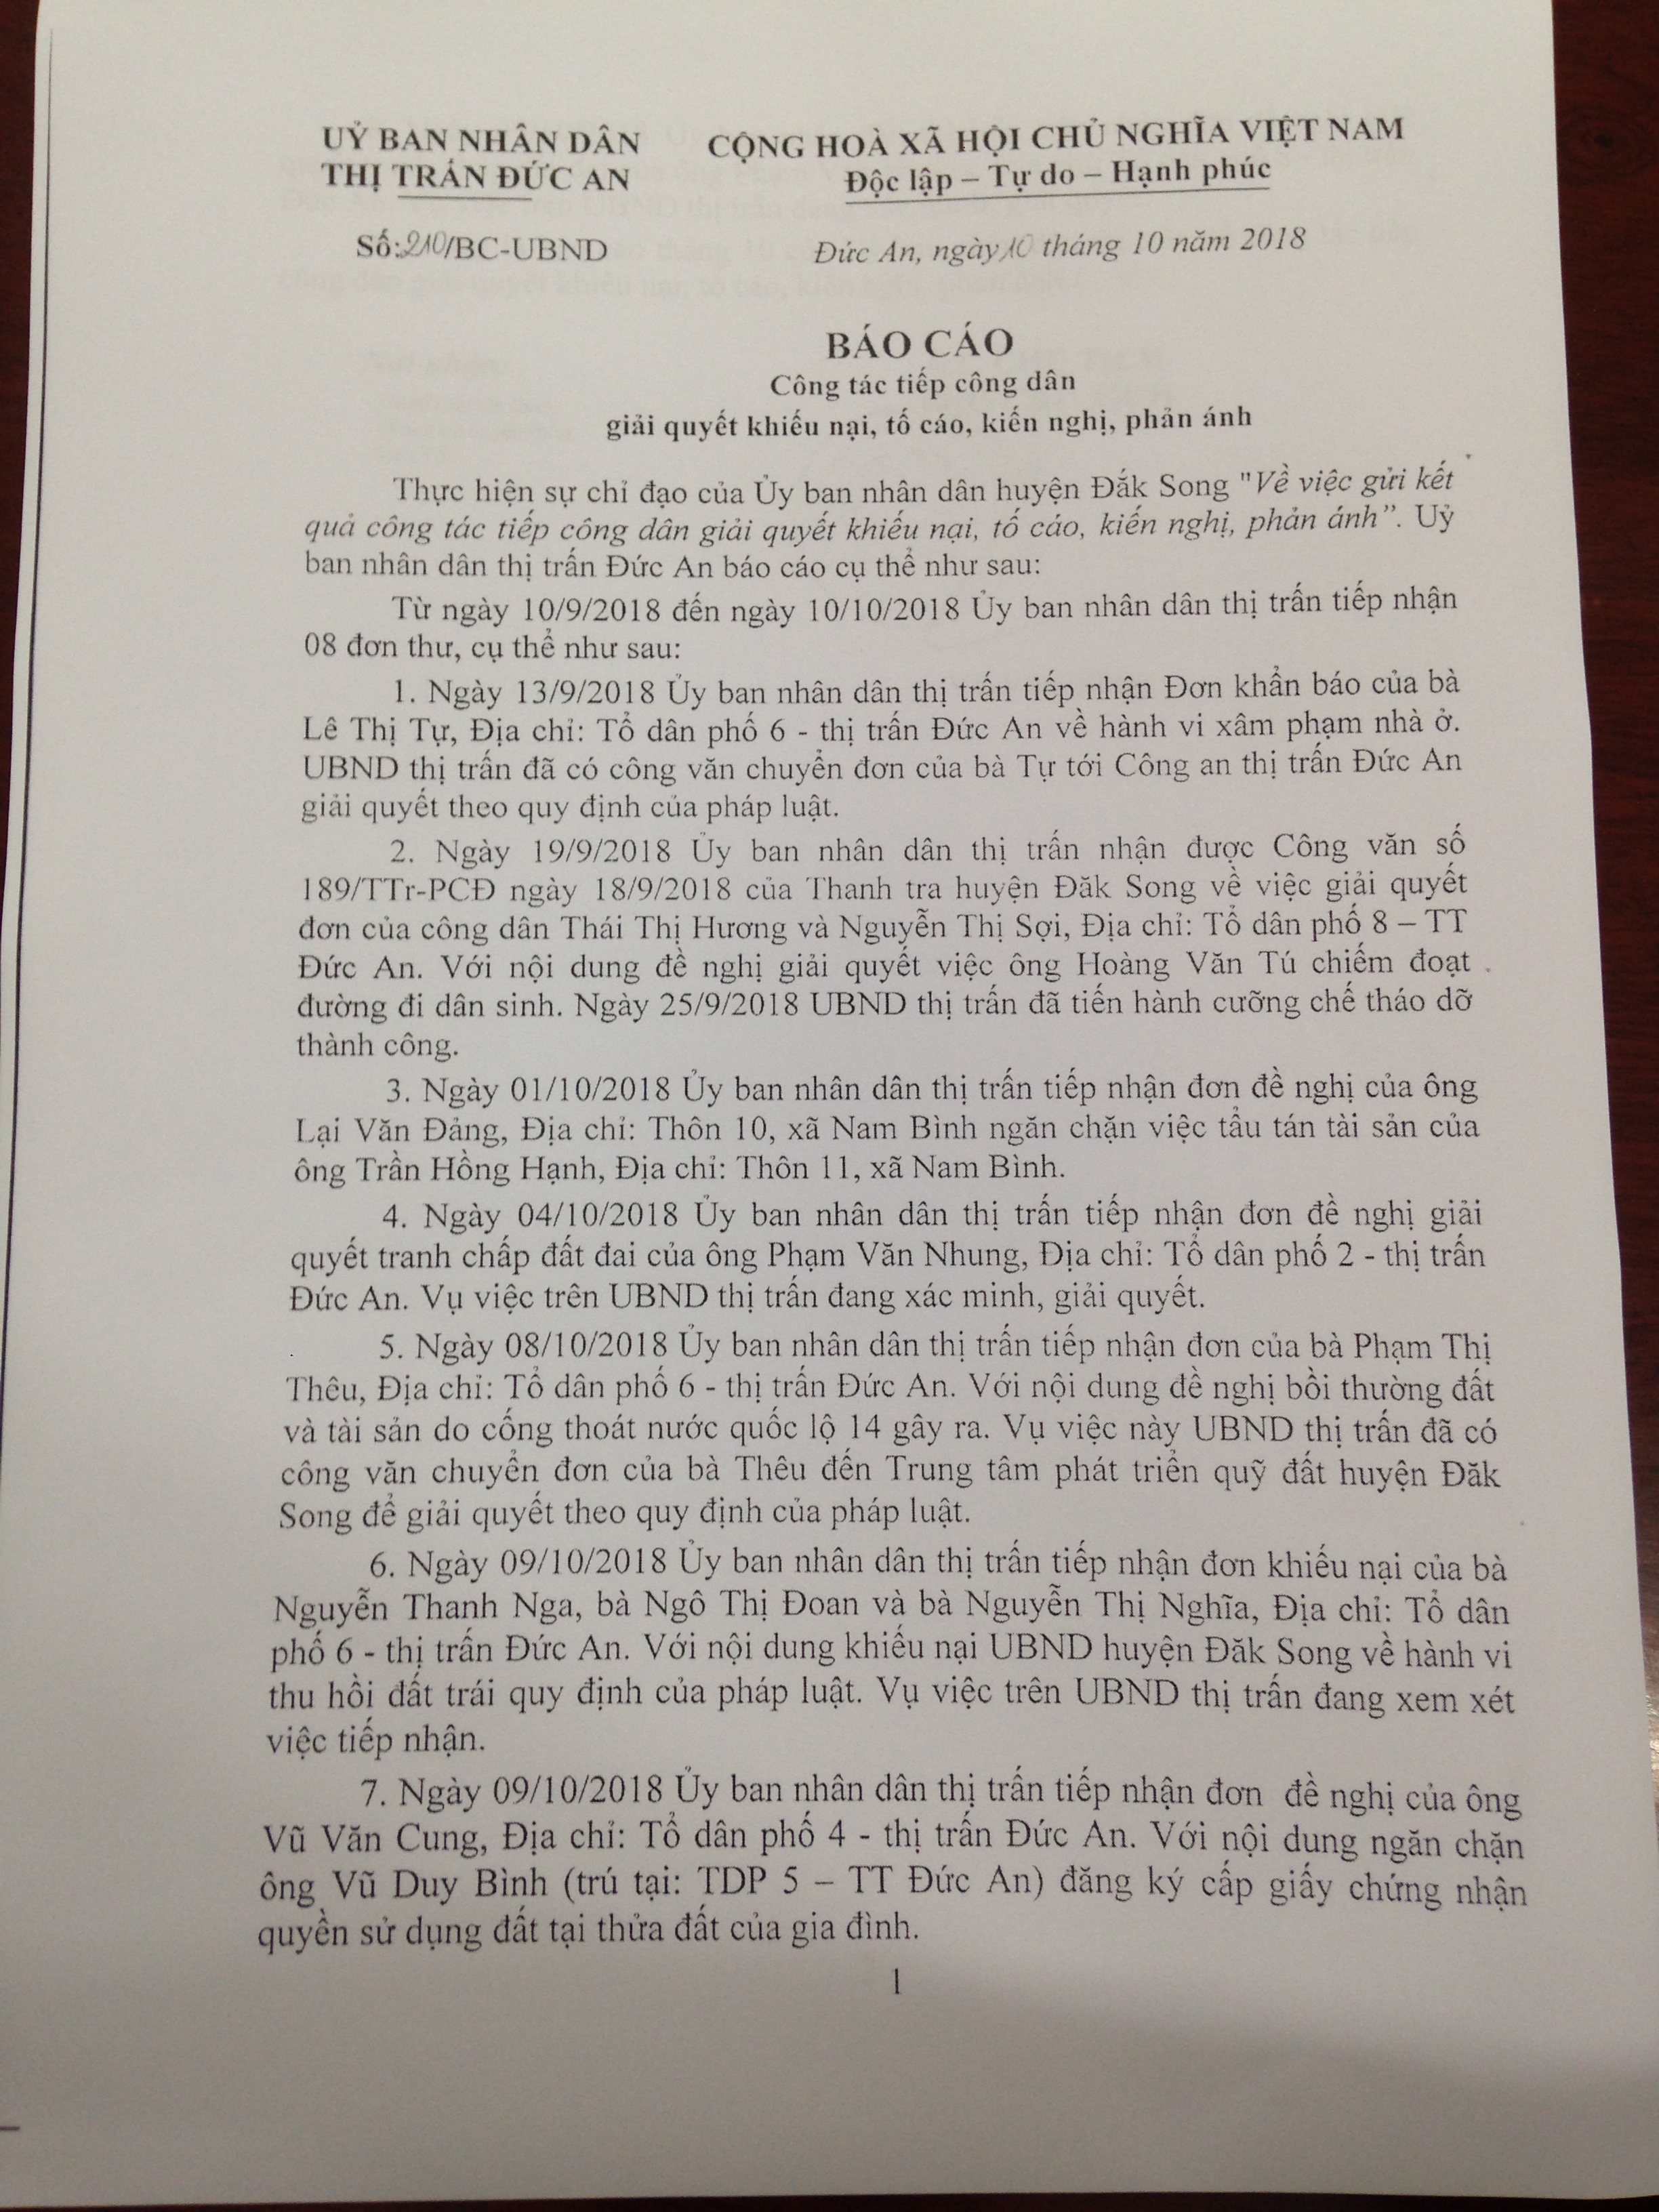 UỶ BAN NHÂN DÂN
THỊ TRẤN ĐỨC AN
CỘNG HOÀ XÃ HỘI CHỦ NGHĨA VIỆT NAM
Độc lập – Tự do – Hạnh phúc
Số:210/BC-UBND
Đức An, ngày 10 tháng 10 năm 2018
BÁO CÁO
Công tác tiếp công dân
giải quyết khiếu nại, tố cáo, kiến nghị, phản ánh
Thực hiện sự chỉ đạo của Ủy ban nhân dân huyện Đắk Song "Về việc gửi kết
quả công tác tiếp công dân giải quyết khiếu nại, tố cáo, kiến nghị, phản ánh”. Uỷ
ban nhân dân thị trấn Đức An báo cáo cụ thể như sau:
Từ ngày 10/9/2018 đến ngày 10/10/2018 Ủy ban nhân dân thị trấn tiếp nhận
08 đơn thư, cụ thể như sau:
1. Ngày 13/9/2018 Ủy ban nhân dân thị trấn tiếp nhận Đơn khẩn báo của bà
Lê Thị Tự, Địa chỉ: Tổ dân phố 6 - thị trấn Đức An về hành vi xâm phạm nhà ở.
UBND thị trấn đã có công văn chuyển đơn của bà Tự tới Công an thị trấn Đức An
giải quyết theo quy định của pháp luật.
2. Ngày 19/9/2018 Ủy ban nhân dân thị trấn nhận được Công văn số
189/TTr-PCĐ ngày 18/9/2018 của Thanh tra huyện Đăk Song về việc giải quyết
đơn của công dân Thái Thị Hương và Nguyễn Thị Sợi, Địa chỉ: Tổ dân phố 8 – TT
Đức An. Với nội dung đề nghị giải quyết việc ông Hoàng Văn Tú chiếm đoạt
đường đi dân sinh. Ngày 25/9/2018 UBND thị trấn đã tiến hành cưỡng chế tháo dỡ
thành công.
3. Ngày 01/10/2018 Ủy ban nhân dân thị trấn tiếp nhận đơn đề nghị của ông
Lại Văn Đảng, Địa chỉ: Thôn 10, xã Nam Bình ngăn chặn việc tẩu tán tài sản của
ông Trần Hồng Hạnh, Địa chỉ: Thôn 11, xã Nam Bình.
4. Ngày 04/10/2018 Ủy ban nhân dân thị trấn tiếp nhận đơn đề nghị giải
quyết tranh chấp đất đai của ông Phạm Văn Nhung, Địa chỉ: Tổ dân phố 2 - thị trấn
Đức An. Vụ việc trên UBND thị trấn đang xác minh, giải quyết.
5. Ngày 08/10/2018 Ủy ban nhân dân thị trấn tiếp nhận đơn của bà Phạm Thị
Thêu, Địa chỉ: Tổ dân phố 6 - thị trấn Đức An. Với nội dung đề nghị bồi thường đất
và tài sản do cống thoát nước quốc lộ 14 gây ra. Vụ việc này UBND thị trấn đã có
công văn chuyển đơn của bà Thêu đến Trung tâm phát triển quỹ đất huyện Đăk
Song để giải quyết theo quy định của pháp luật.
6. Ngày 09/10/2018 Ủy ban nhân dân thị trấn tiếp nhận đơn khiếu nại của bà
Nguyễn Thanh Nga, bà Ngô Thị Đoan và bà Nguyễn Thị Nghĩa, Địa chỉ: Tổ dân
phố 6 - thị trấn Đức An. Với nội dung khiếu nại UBND huyện Đăk Song về hành vi
thu hồi đất trái quy định của pháp luật. Vụ việc trên UBND thị trấn đang xem xét
việc tiếp nhận.
7. Ngày 09/10/2018 Ủy ban nhân dân thị trấn tiếp nhận đơn đề nghị của ông
Vũ Văn Cung, Địa chỉ: Tổ dân phố 4 - thị trấn Đức An. Với nội dung ngăn chặn
ông Vũ Duy Bình (trú tại: TDP 5 – TT Đức An) đăng ký cấp giấy chứng nhận
quyền sử dụng đất tại thửa đất của gia đình.
1